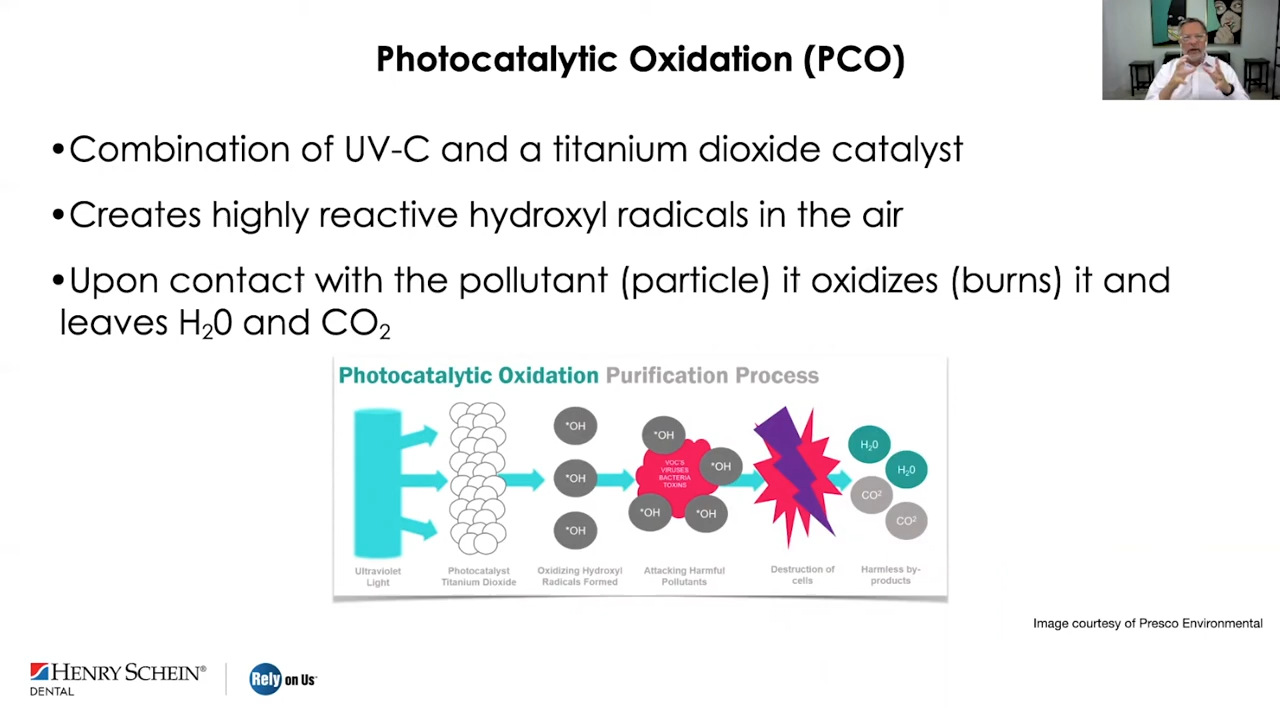 Photocatalytic Oxidation (PCO)
•Combination of UV-C and a titanium dioxide catalyst
•Creates highly reactive hydroxyl radicals in the air
•Upon contact with the pollutant (particle) it oxidizes (burns) it and
leaves H₂0 and CO₂
Photocatalytic Oxidation Purification Process
*OH
*OH
*OH
*OH
*OH
*OH
*OH
VOC'S
VIRUSES
BACTERIA
TOXINS
H₂0
H₂0
CO²
CO²
Ultraviolet
Light
Photocatalyst
Titanium Dioxide
Oxidizing Hydroxyl
Radicals Formed
Attacking Harmful
Pollutants
Destruction of
cells
Harmless by-
products
Image courtesy of Presco Environmental
HENRY SCHEIN®
DENTAL
Rely on Us™